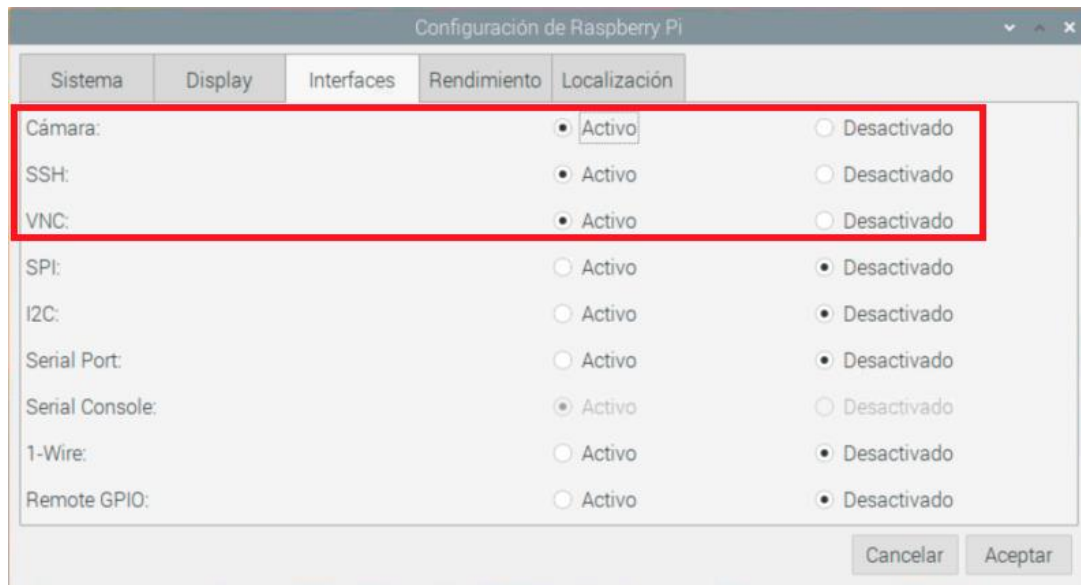 Configuración de Raspberry Pi
Sistema Display Interfaces Rendimiento Localización
Cámara: Activo Desactivado
SSH: Activo Desactivado
VNC: Activo Desactivado
SPI: Activo Desactivado
I2C: Activo Desactivado
Serial Port: Activo Desactivado
Serial Console: Activo Desactivado
1-Wire: Activo Desactivado
Remote GPIO: Activo Desactivado
Cancelar Aceptar